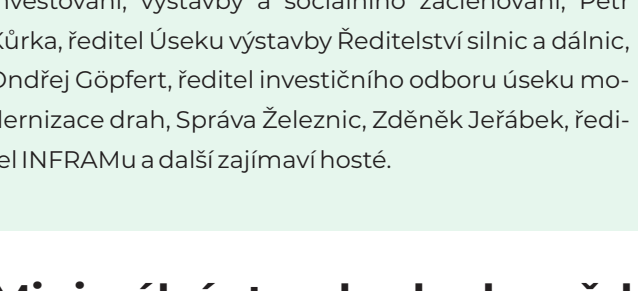 investování, výstavby a sociálního začleňování, Petr
Kůrka, ředitel Úseku výstavby Ředitelství silnic a dálnic,
Ondřej Göpfert, ředitel investičního odboru úseku mo-
dernizace drah, Správa Železnic, Zděněk Jeřábek, ředi-
tel INFRAMu a další zajímaví hosté.